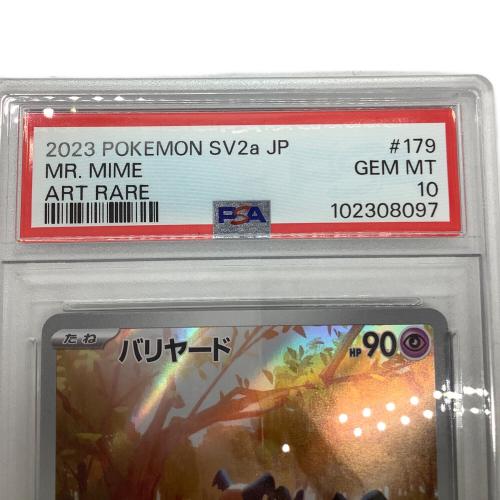 2023 POKEMON SV2a JP #179
MR. MIME GEM MT
ART RARE 10
PSA 102308097
たね バリヤード HP 90